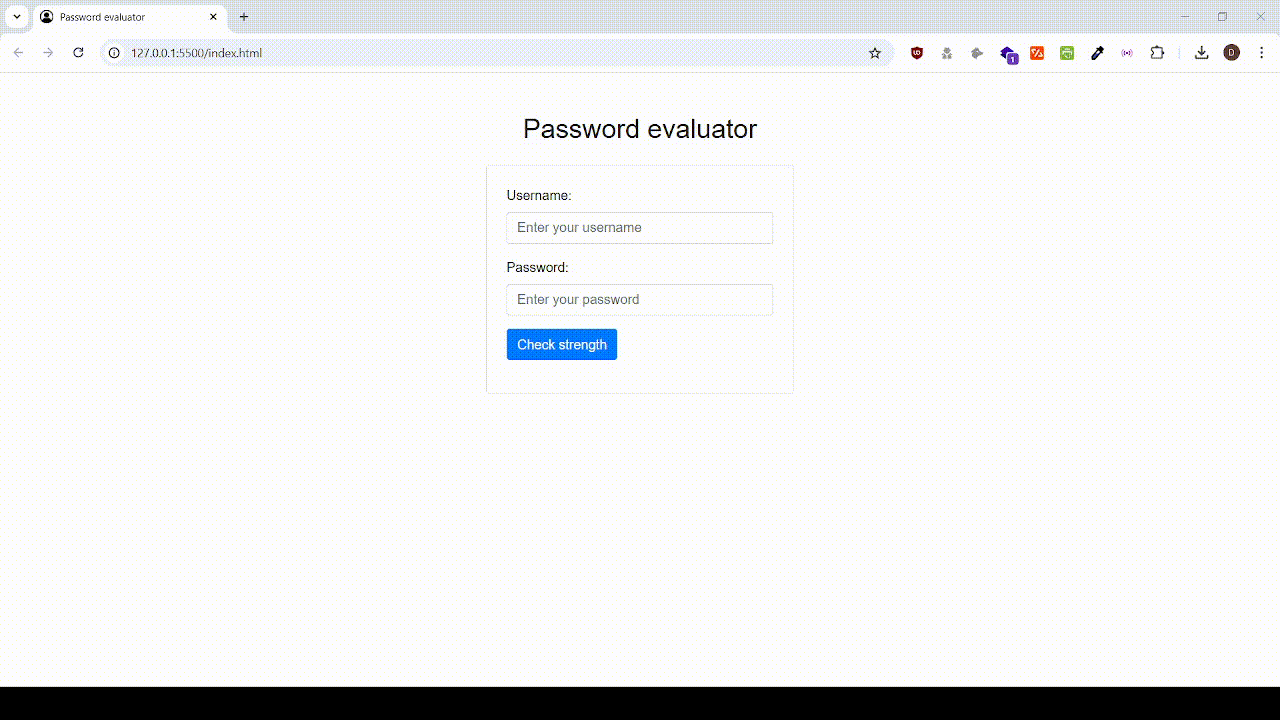 Password evaluator
127.0.0.1:5500/index.html
1
D
Password evaluator
Username:
Enter your username
Password:
Enter your password
Check strength